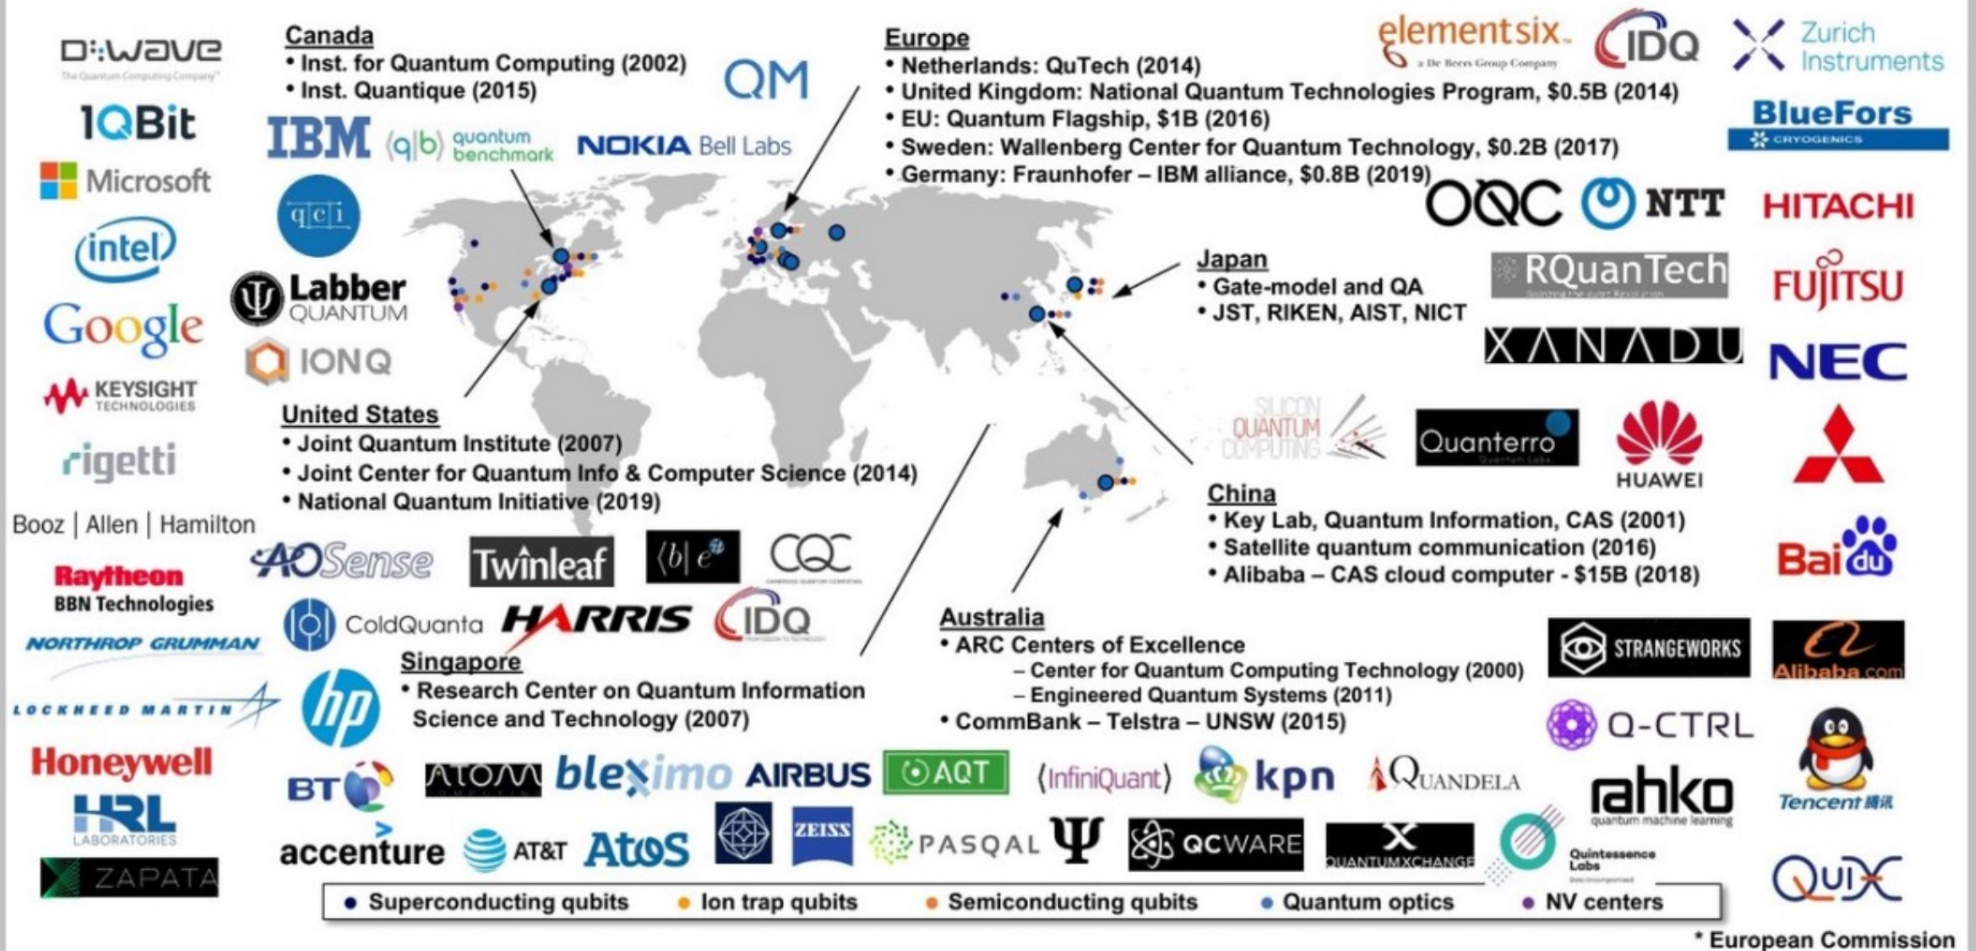 D:wave
The Quantum Computing Company™
1QBit
Microsoft
intel
Google
KEYSIGHT
TECHNOLOGIES
rigetti
Booz | Allen | Hamilton
Raytheon
BBN Technologies
NORTHROP GRUMMAN
LOCKHEED MARTIN
Honeywell
HRL
LABORATORIES
ZAPATA
Canada
• Inst. for Quantum Computing (2002)
• Inst. Quantique (2015)
QM
IBM
⟨q|b⟩ quantum
benchmark
NOKIA Bell Labs
q|c|i
Labber
QUANTUM
IONQ
United States
• Joint Quantum Institute (2007)
• Joint Center for Quantum Info & Computer Science (2014)
• National Quantum Initiative (2019)
AOSense
Twinleaf
⟨b|e
CQC
CAMBRIDGE QUANTUM COMPUTING
ColdQuanta
HARRIS
IDQ
Singapore
• Research Center on Quantum Information
Science and Technology (2007)
hp
BT
ATOM
COMPUTING
bleximo
AIRBUS
AQT
⟨InfiniQuant⟩
kpn
QUANDELA
accenture
AT&T
Atos
ZEISS
PASQAL
Ψ
QCWARE
QUANTUMXCHANGE
Quintessence
Labs
Europe
• Netherlands: QuTech (2014)
• United Kingdom: National Quantum Technologies Program, $0.5B (2014)
• EU: Quantum Flagship, $1B (2016)
• Sweden: Wallenberg Center for Quantum Technology, $0.2B (2017)
• Germany: Fraunhofer – IBM alliance, $0.8B (2019)
elementsix™
a De Beers Group Company
IDQ
Zurich
Instruments
BlueFors
CRYOGENICS
OQC
NTT
HITACHI
Japan
• Gate-model and QA
• JST, RIKEN, AIST, NICT
RQuanTech
FUJITSU
XANADU
NEC
SILICON
QUANTUM
COMPUTING
Quanterro
Quantum Labs
HUAWEI
China
• Key Lab, Quantum Information, CAS (2001)
• Satellite quantum communication (2016)
• Alibaba – CAS cloud computer - $15B (2018)
Baidu
Australia
• ARC Centers of Excellence
– Center for Quantum Computing Technology (2000)
– Engineered Quantum Systems (2011)
• CommBank – Telstra – UNSW (2015)
STRANGEWORKS
Alibaba.com
Q-CTRL
rahko
quantum machine learning
Tencent 腾讯
QuiX
• Superconducting qubits • Ion trap qubits • Semiconducting qubits • Quantum optics • NV centers
* European Commission